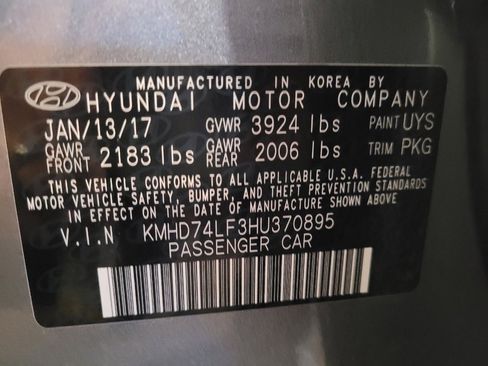 MANUFACTURED IN KOREA BY
HYUNDAI MOTOR COMPANY
JAN/13/17 GVWR 3924 lbs PAINT UYS
GAWR FRONT 2183 lbs GAWR REAR 2006 lbs TRIM PKG
THIS VEHICLE CONFORMS TO ALL APPLICABLE U.S.A. FEDERAL
MOTOR VEHICLE SAFETY, BUMPER, AND THEFT PREVENTION STANDARDS
IN EFFECT ON THE DATE OF MANUFACTURE SHOWN ABOVE.
V.I.N KMHD74LF3HU370895
PASSENGER CAR